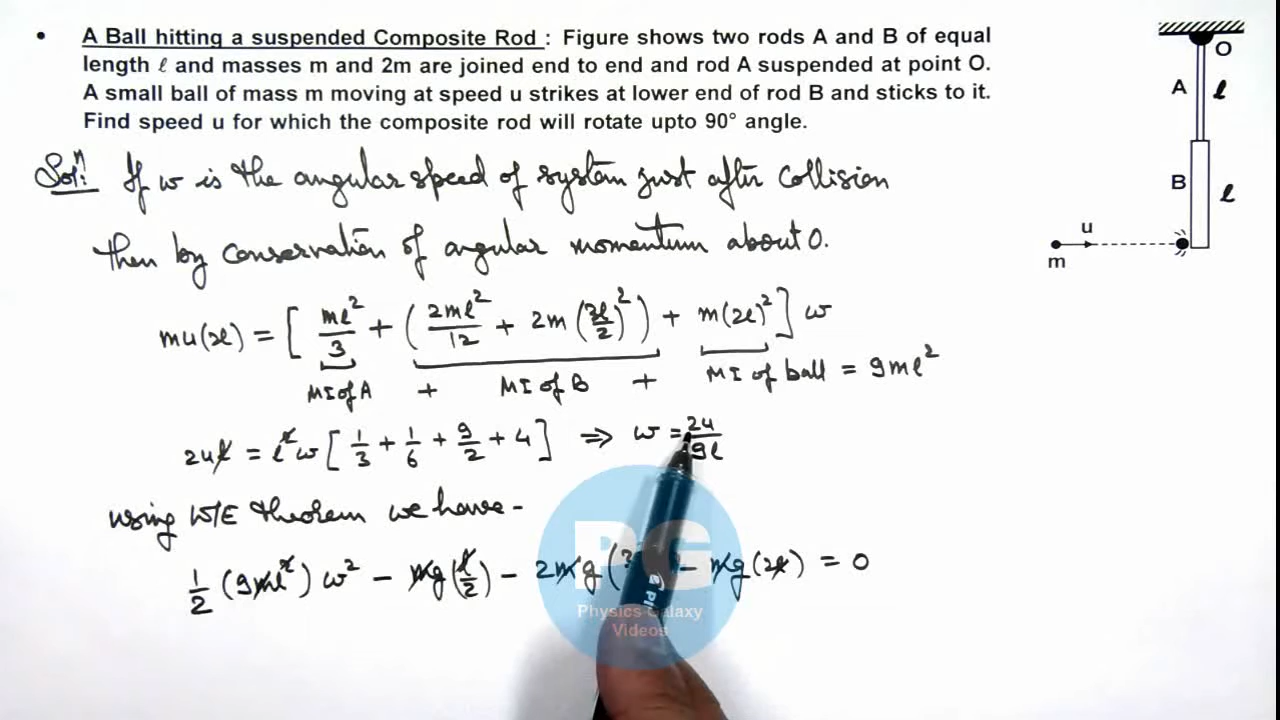 • A Ball hitting a suspended Composite Rod : Figure shows two rods A and B of equal
length ℓ and masses m and 2m are joined end to end and rod A suspended at point O.
A small ball of mass m moving at speed u strikes at lower end of rod B and sticks to it.
Find speed u for which the composite rod will rotate upto 90° angle.
O
A l
B l
u
m
Solⁿ: If w is the angular speed of system just after collision
then by conservation of angular momentum about O.
mu(2l) = [ ml²/3 + ( 2ml²/12 + 2m (3l/2)² ) + m(2l)² ] w
MI of A + MI of B + MI of ball = 9ml²
2ul = l²w [ 1/3 + 1/6 + 9/2 + 4 ] ⇒ w = 2u/9l
using W/E theorem we have -
1/2 (9ml²) w² - mg (l/2) - 2mg ( - mg (2l) = 0
PG
Physics Galaxy
Videos